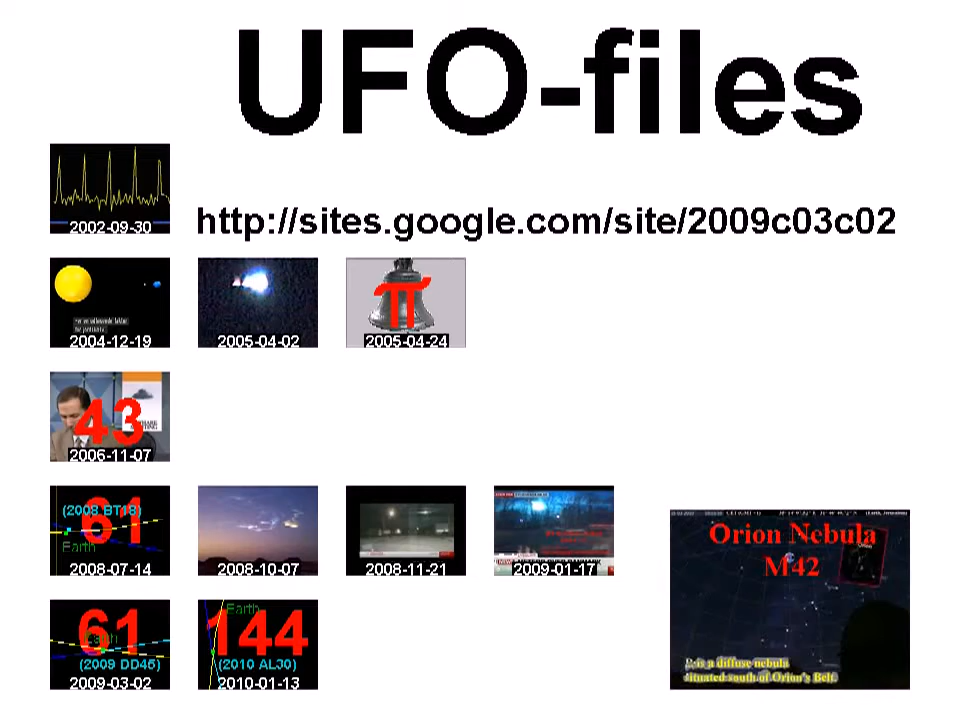 UFO-files
2002-09-30
http://sites.google.com/site/2009c03c02
2004-12-19
2005-04-02
π
2005-04-24
43
2006-11-07
61
(2008 BT18)
Earth
2008-07-14
2008-10-07
2008-11-21
2009-01-17
Orion Nebula
M42
is a diffuse nebula
situated south of Orion's Belt.
61
Earth
(2009 DD45)
2009-03-02
Earth
144
(2010 AL30)
2010-01-13